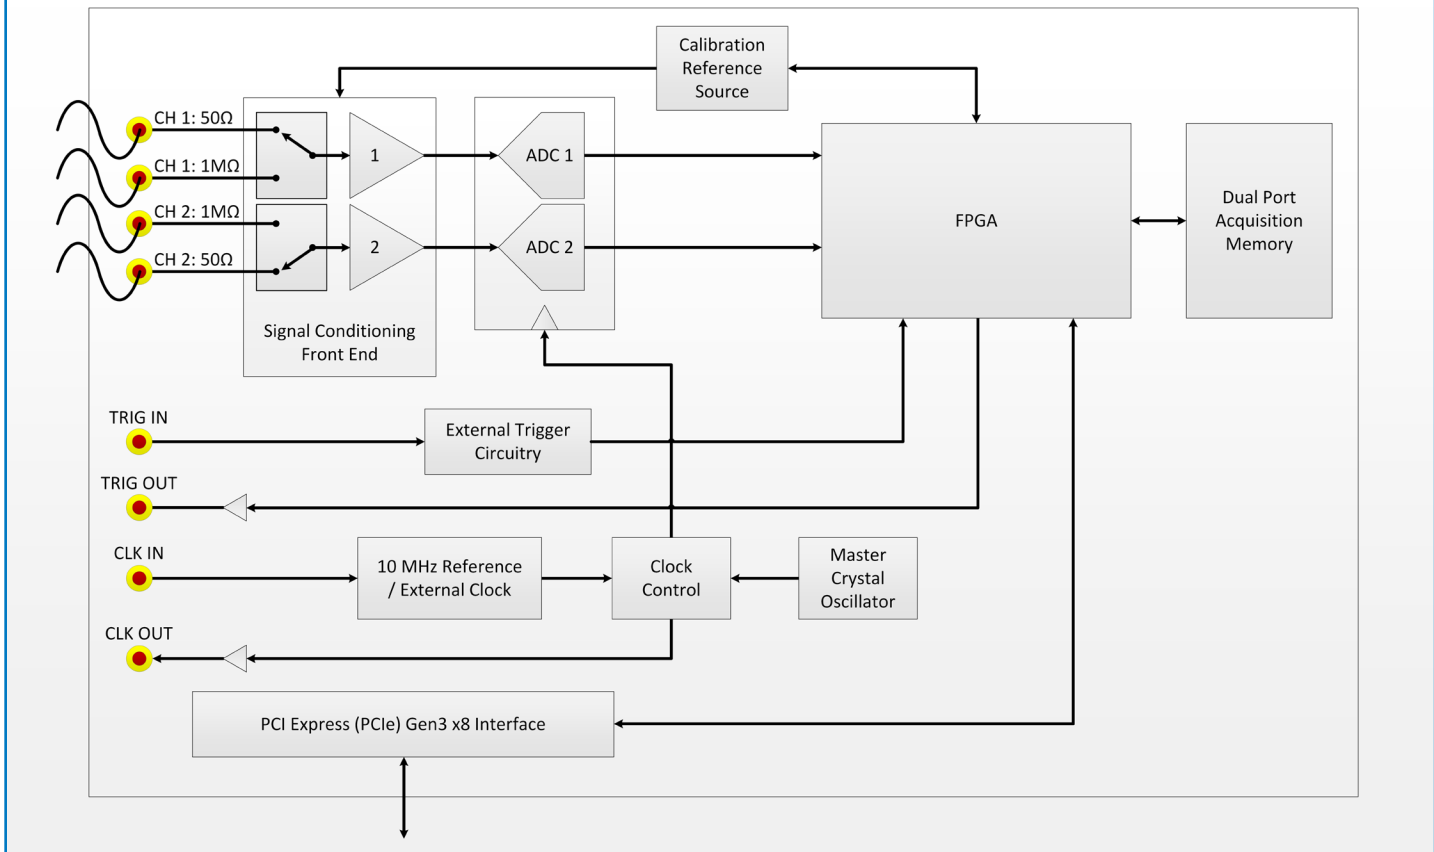 Calibration
Reference
Source
CH 1: 50Ω
CH 1: 1MΩ
CH 2: 1MΩ
CH 2: 50Ω
1
2
Signal Conditioning
Front End
ADC 1
ADC 2
FPGA
Dual Port
Acquisition
Memory
TRIG IN
External Trigger
Circuitry
TRIG OUT
CLK IN
10 MHz Reference
/ External Clock
Clock
Control
Master
Crystal
Oscillator
CLK OUT
PCI Express (PCIe) Gen3 x8 Interface